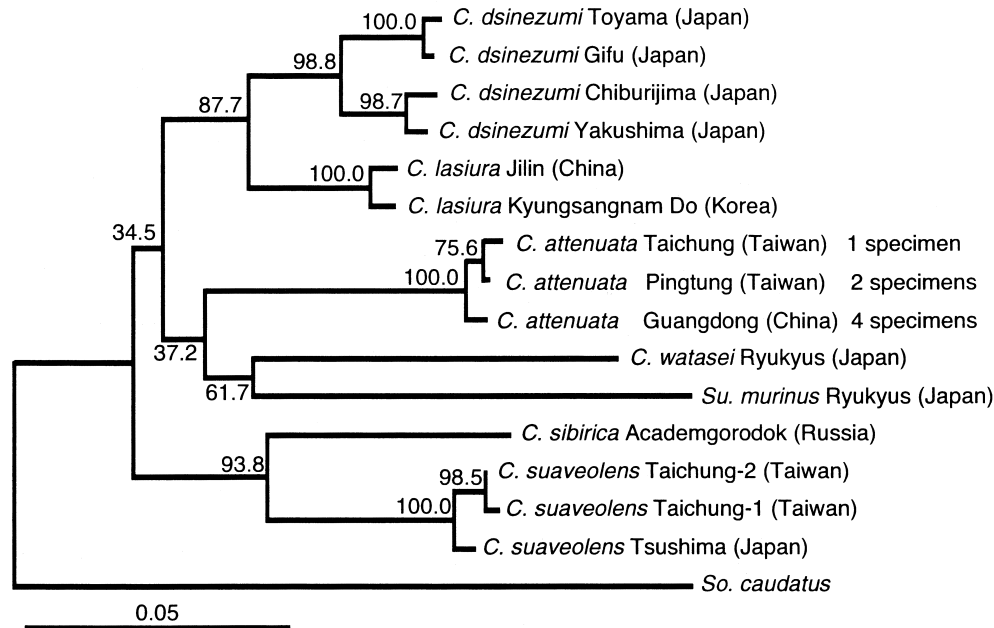 100.0 C. dsinezumi Toyama (Japan)
C. dsinezumi Gifu (Japan)
98.8
98.7 C. dsinezumi Chiburijima (Japan)
87.7
C. dsinezumi Yakushima (Japan)
100.0 C. lasiura Jilin (China)
C. lasiura Kyungsangnam Do (Korea)
34.5
75.6 C. attenuata Taichung (Taiwan) 1 specimen
100.0 C. attenuata Pingtung (Taiwan) 2 specimens
C. attenuata Guangdong (China) 4 specimens
37.2
C. watasei Ryukyus (Japan)
61.7 Su. murinus Ryukyus (Japan)
C. sibirica Academgorodok (Russia)
93.8
98.5 C. suaveolens Taichung-2 (Taiwan)
100.0 C. suaveolens Taichung-1 (Taiwan)
C. suaveolens Tsushima (Japan)
So. caudatus
0.05